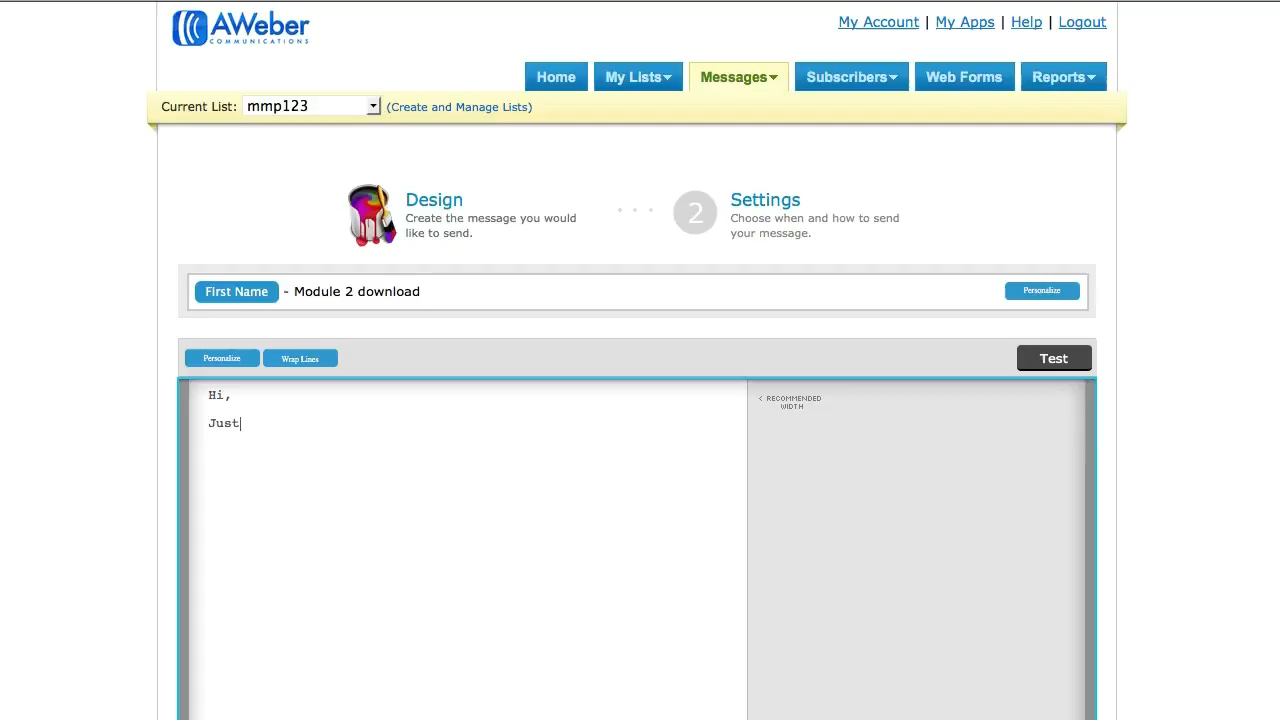 AWeber
COMMUNICATIONS
My Account | My Apps | Help | Logout
Home My Lists Messages Subscribers Web Forms Reports
Current List: mmp123 (Create and Manage Lists)
Design
Create the message you would
like to send.
2 Settings
Choose when and how to send
your message.
First Name - Module 2 download Personalize
Personalize Wrap Lines Test
Hi,
< RECOMMENDED
WIDTH
Just